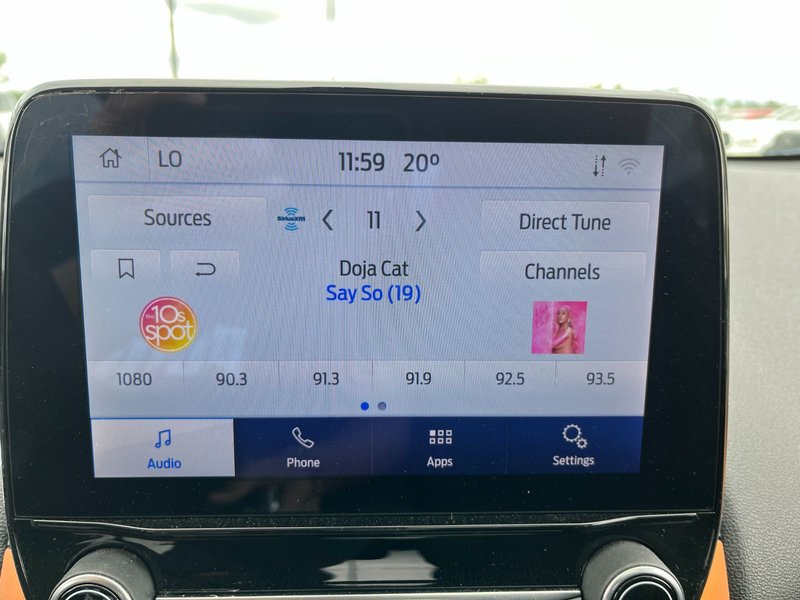 LO 11:59 20º
Sources SiriusXM 11 Direct Tune
Doja Cat Channels
Say So (19)
the 10s spot
1080 90.3 91.3 91.9 92.5 93.5
Audio Phone Apps Settings